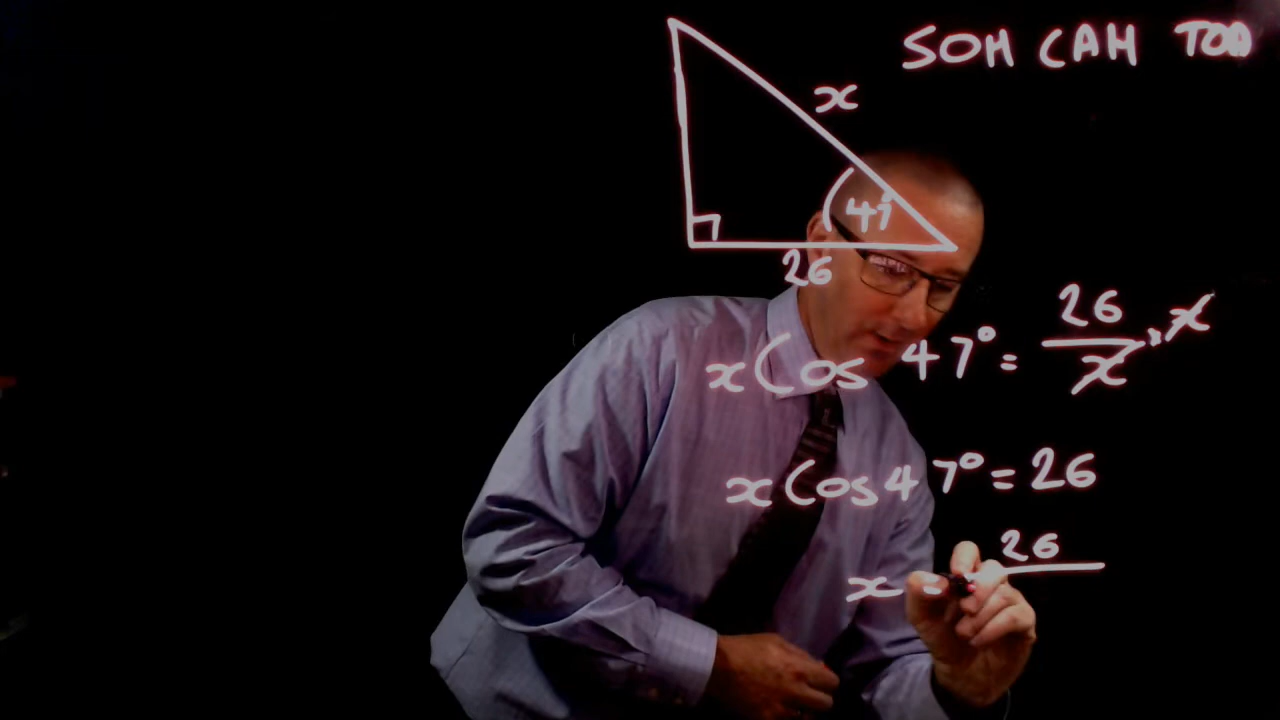 SOH CAH TOA
x
47°
26
x Cos 47° = 26/x × x
x Cos 47° = 26
x = 26